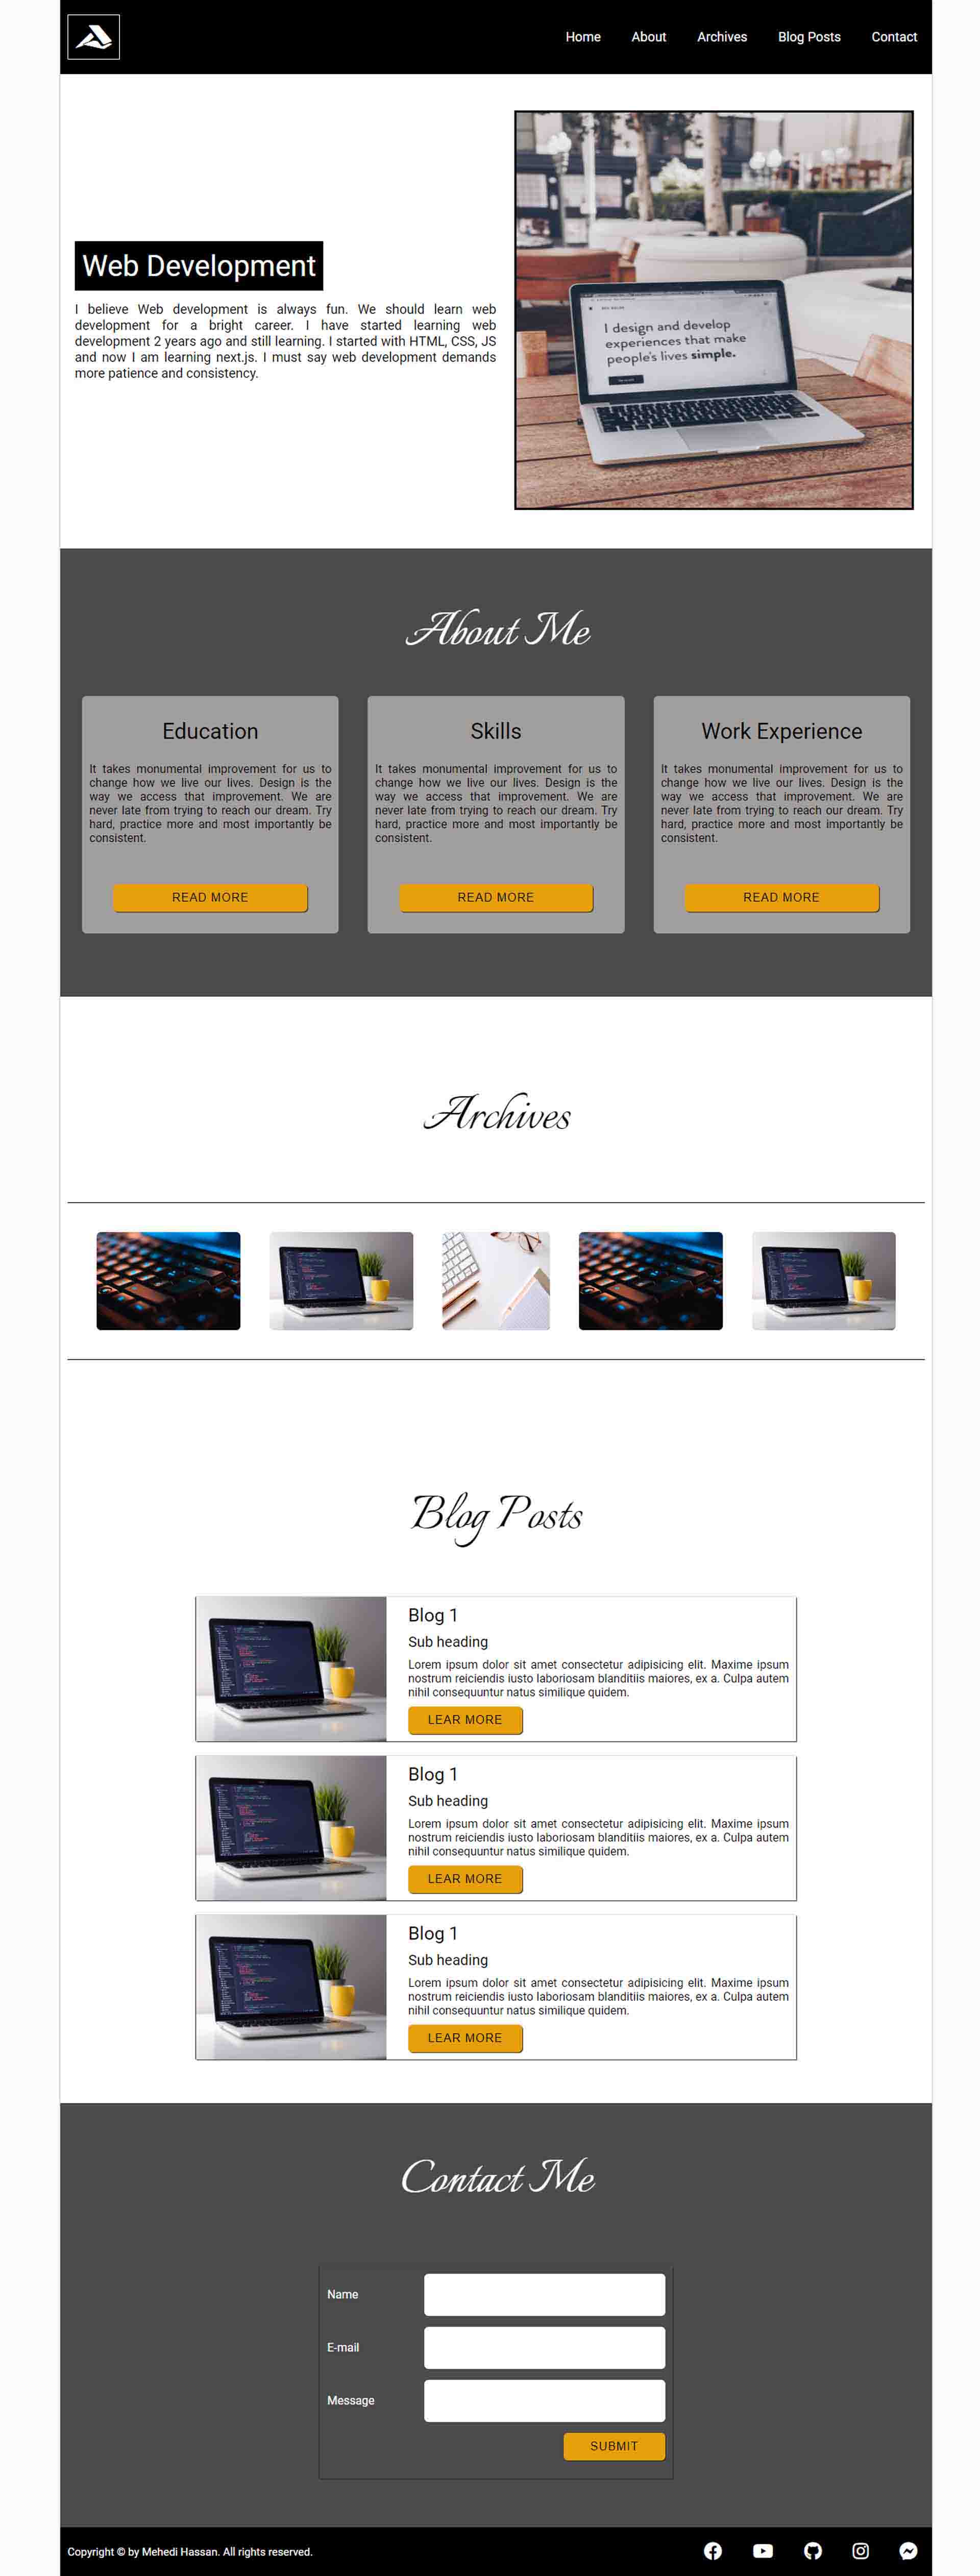 Home About Archives Blog Posts Contact
Web Development
I believe Web development is always fun. We should learn web
development for a bright career. I have started learning web
development 2 years ago and still learning. I started with HTML, CSS, JS
and now I am learning next.js. I must say web development demands
more patience and consistency.
I design and develop
experiences that make
people's lives simple.
About Me
Education
It takes monumental improvement for us to
change how we live our lives. Design is the
way we access that improvement. We are
never late from trying to reach our dream. Try
hard, practice more and most importantly be
consistent.
READ MORE
Skills
It takes monumental improvement for us to
change how we live our lives. Design is the
way we access that improvement. We are
never late from trying to reach our dream. Try
hard, practice more and most importantly be
consistent.
READ MORE
Work Experience
It takes monumental improvement for us to
change how we live our lives. Design is the
way we access that improvement. We are
never late from trying to reach our dream. Try
hard, practice more and most importantly be
consistent.
READ MORE
Archives
Blog Posts
Blog 1
Sub heading
Lorem ipsum dolor sit amet consectetur adipisicing elit. Maxime ipsum
nostrum reiciendis iusto laboriosam blanditiis maiores, ex a. Culpa autem
nihil consequuntur natus similique quidem.
LEAR MORE
Blog 1
Sub heading
Lorem ipsum dolor sit amet consectetur adipisicing elit. Maxime ipsum
nostrum reiciendis iusto laboriosam blanditiis maiores, ex a. Culpa autem
nihil consequuntur natus similique quidem.
LEAR MORE
Blog 1
Sub heading
Lorem ipsum dolor sit amet consectetur adipisicing elit. Maxime ipsum
nostrum reiciendis iusto laboriosam blanditiis maiores, ex a. Culpa autem
nihil consequuntur natus similique quidem.
LEAR MORE
Contact Me
Name
E-mail
Message
SUBMIT
Copyright © by Mehedi Hassan. All rights reserved.